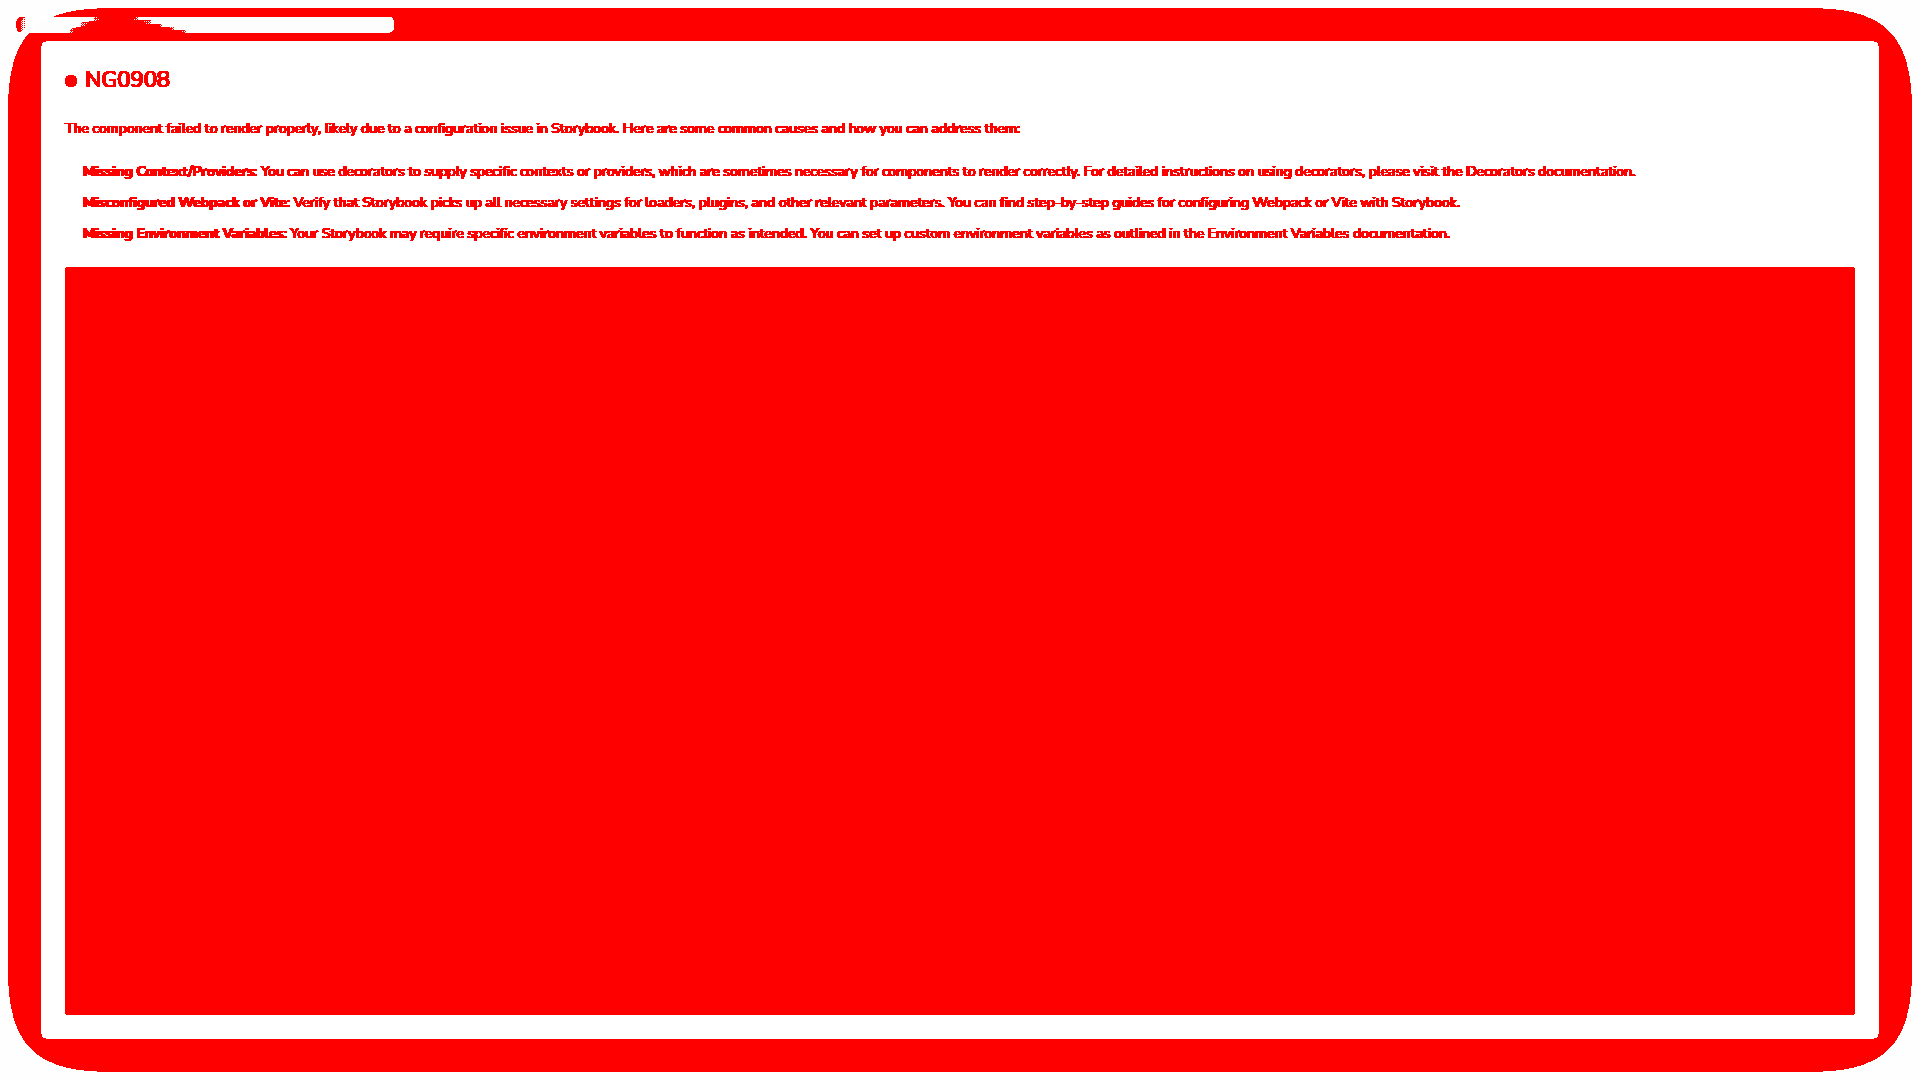 NG0908
The component failed to render properly, likely due to a configuration issue in Storybook. Here are some common causes and how you can address them:
Missing Context/Providers: You can use decorators to supply specific contexts or providers, which are sometimes necessary for components to render correctly. For detailed instructions on using decorators, please visit the Decorators documentation.
Misconfigured Webpack or Vite: Verify that Storybook picks up all necessary settings for loaders, plugins, and other relevant parameters. You can find step-by-step guides for configuring Webpack or Vite with Storybook.
Missing Environment Variables: Your Storybook may require specific environment variables to function as intended. You can set up custom environment variables as outlined in the Environment Variables documentation.